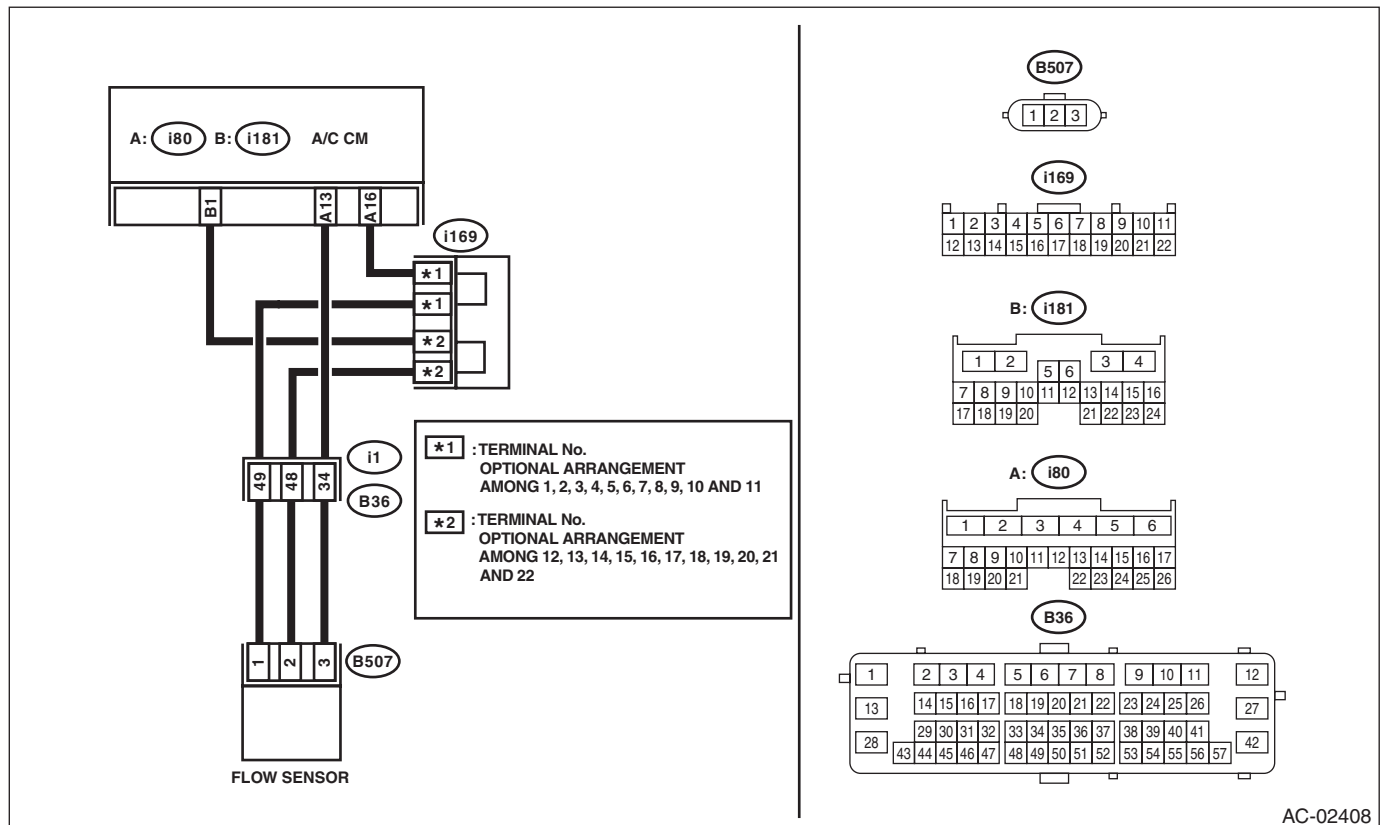 A: i80 B: i181 A/C CM
B1 A13 A16
i169
*1
*1
*2
*2
49 48 34
i1
B36
*1 : TERMINAL No.
OPTIONAL ARRANGEMENT
AMONG 1, 2, 3, 4, 5, 6, 7, 8, 9, 10 AND 11
*2 : TERMINAL No.
OPTIONAL ARRANGEMENT
AMONG 12, 13, 14, 15, 16, 17, 18, 19, 20, 21
AND 22
1 2 3
B507
FLOW SENSOR
B507
1 2 3
i169
1 2 3 4 5 6 7 8 9 10 11
12 13 14 15 16 17 18 19 20 21 22
B: i181
1 2 3 4
5 6
7 8 9 10 11 12 13 14 15 16
17 18 19 20 21 22 23 24
A: i80
1 2 3 4 5 6
7 8 9 10 11 12 13 14 15 16 17
18 19 20 21 22 23 24 25 26
B36
1 2 3 4 5 6 7 8 9 10 11 12
13 14 15 16 17 18 19 20 21 22 23 24 25 26 27
28 29 30 31 32 33 34 35 36 37 38 39 40 41 42
43 44 45 46 47 48 49 50 51 52 53 54 55 56 57
AC-02408